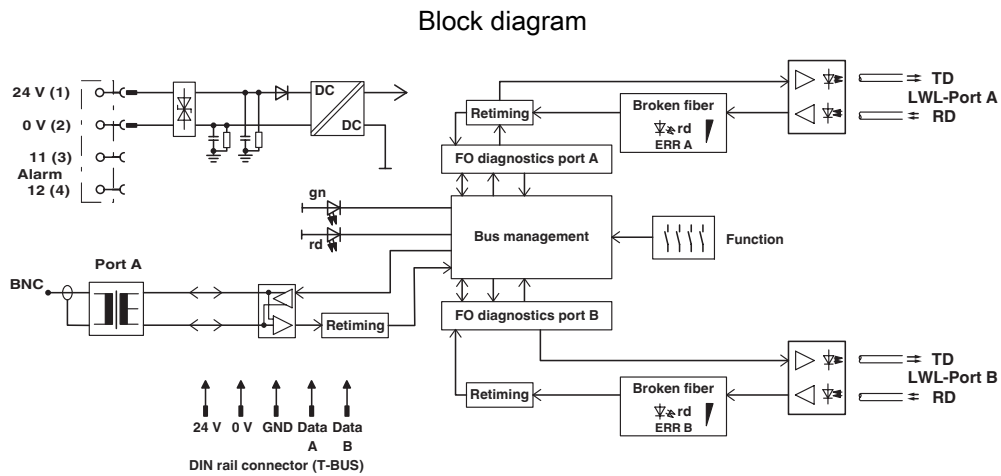 Block diagram
24 V (1)
0 V (2)
11 (3)
Alarm
12 (4)
DC
DC
Retiming
Broken fiber
rd
ERR A
TD
LWL-Port A
RD
FO diagnostics port A
gn
rd
Bus management
Function
Port A
BNC
Retiming
FO diagnostics port B
Retiming
Broken fiber
rd
ERR B
TD
LWL-Port B
RD
24 V 0 V GND Data Data
A B
DIN rail connector (T-BUS)